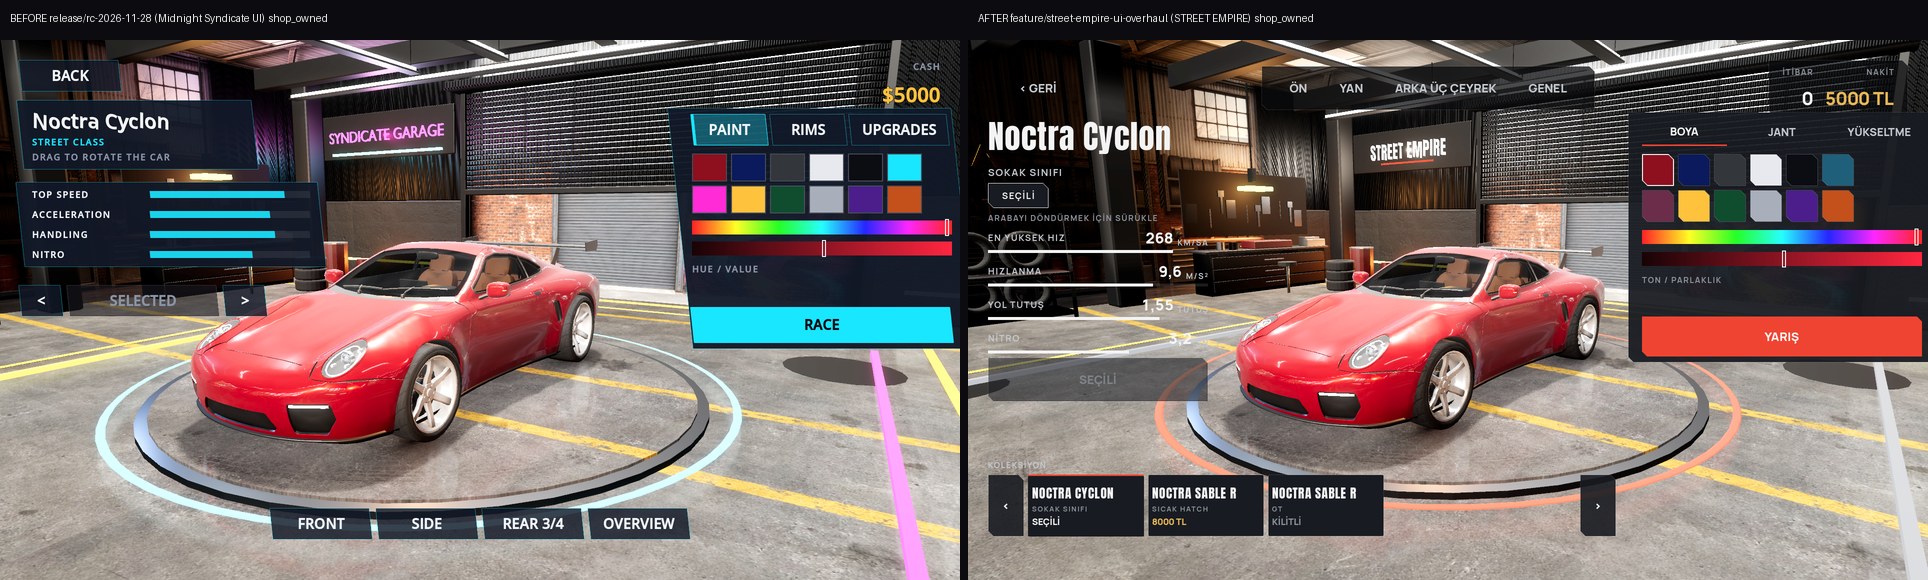 BEFORE release/rc-2026-11-28 (Midnight Syndicate UI) shop_owned
BACK
CASH
$5000
Noctra Cyclon
STREET CLASS
DRAG TO ROTATE THE CAR
SYNDICATE GARAGE
PAINT RIMS UPGRADES
TOP SPEED
ACCELERATION
HANDLING
NITRO
HUE / VALUE
< SELECTED >
RACE
FRONT SIDE REAR 3/4 OVERVIEW
AFTER feature/street-empire-ui-overhaul (STREET EMPIRE) shop_owned
‹ GERİ
ÖN YAN ARKA ÜÇ ÇEYREK GENEL
İTİBAR NAKİT
0 5000 TL
Noctra Cyclon
STREET EMPIRE
BOYA JANT YÜKSELTME
SOKAK SINIFI
SEÇİLİ
ARABAYI DÖNDÜRMEK İÇİN SÜRÜKLE
EN YÜKSEK HIZ 268 KM/SA
HIZLANMA 9,6 M/S²
YOL TUTUŞ 1,55
NİTRO 3,2
TON / PARLAKLIK
YARIŞ
SEÇİLİ
KOLEKSİYON
‹
NOCTRA CYCLON
SOKAK SINIFI
SEÇİLİ
NOCTRA SABLE R
SICAK HATCH
8000 TL
NOCTRA SABLE R
GT
KİLİTLİ
›